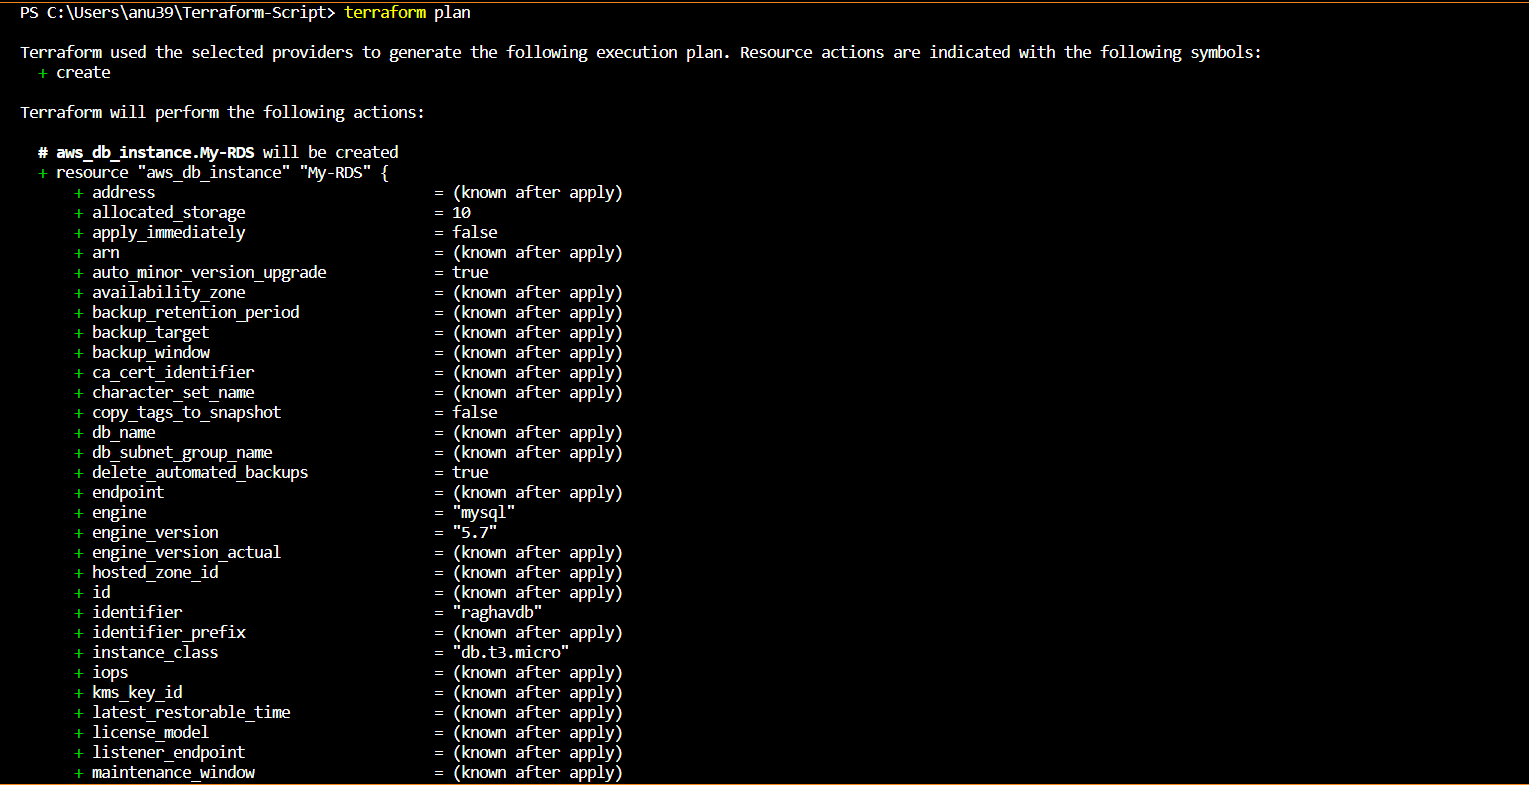 PS C:\Users\anu39\Terraform-Script> terraform plan
Terraform used the selected providers to generate the following execution plan. Resource actions are indicated with the following symbols:
+ create
Terraform will perform the following actions:
# aws_db_instance.My-RDS will be created
+ resource "aws_db_instance" "My-RDS" {
+ address = (known after apply)
+ allocated_storage = 10
+ apply_immediately = false
+ arn = (known after apply)
+ auto_minor_version_upgrade = true
+ availability_zone = (known after apply)
+ backup_retention_period = (known after apply)
+ backup_target = (known after apply)
+ backup_window = (known after apply)
+ ca_cert_identifier = (known after apply)
+ character_set_name = (known after apply)
+ copy_tags_to_snapshot = false
+ db_name = (known after apply)
+ db_subnet_group_name = (known after apply)
+ delete_automated_backups = true
+ endpoint = (known after apply)
+ engine = "mysql"
+ engine_version = "5.7"
+ engine_version_actual = (known after apply)
+ hosted_zone_id = (known after apply)
+ id = (known after apply)
+ identifier = "raghavdb"
+ identifier_prefix = (known after apply)
+ instance_class = "db.t3.micro"
+ iops = (known after apply)
+ kms_key_id = (known after apply)
+ latest_restorable_time = (known after apply)
+ license_model = (known after apply)
+ listener_endpoint = (known after apply)
+ maintenance_window = (known after apply)